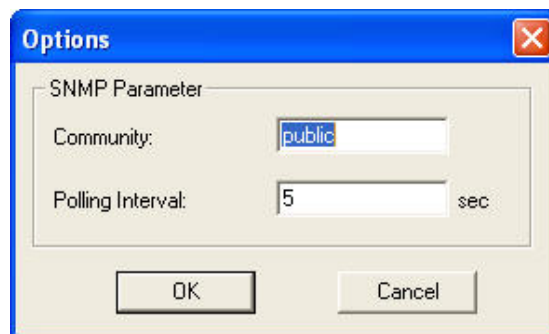 Options
SNMP Parameter
Community: public
Polling Interval: 5 sec
OK Cancel